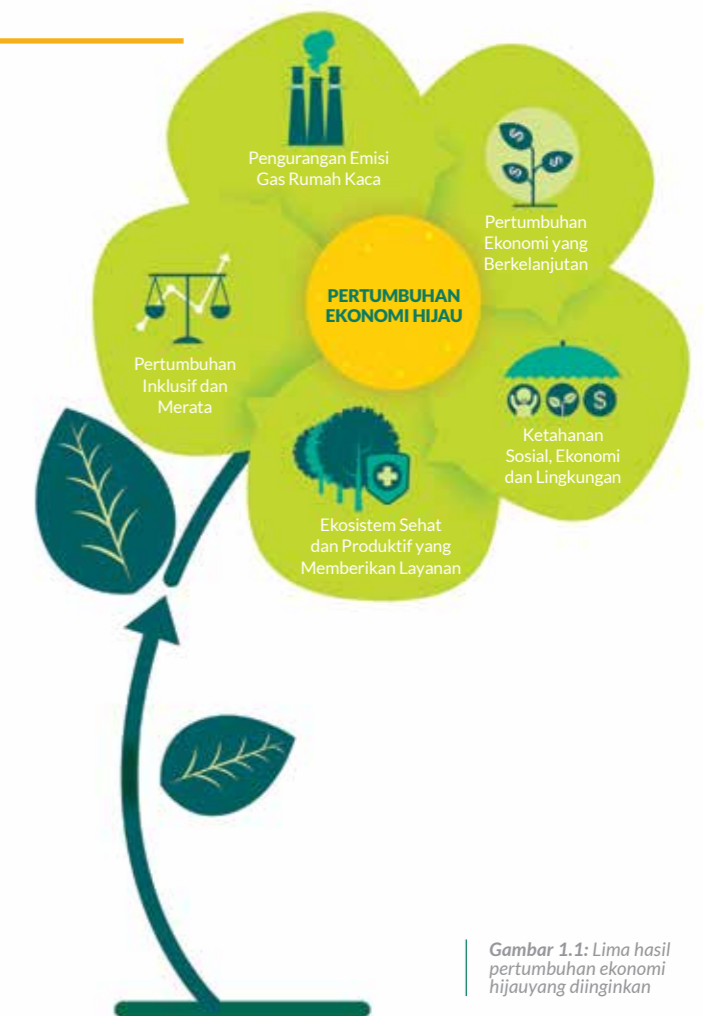 Pengurangan Emisi
Gas Rumah Kaca
Pertumbuhan
Ekonomi yang
Berkelanjutan
PERTUMBUHAN
EKONOMI HIJAU
Pertumbuhan
Inklusif dan
Merata
Ketahanan
Sosial, Ekonomi
dan Lingkungan
Ekosistem Sehat
dan Produktif yang
Memberikan Layanan
Gambar 1.1: Lima hasil
pertumbuhan ekonomi
hijauyang diinginkan